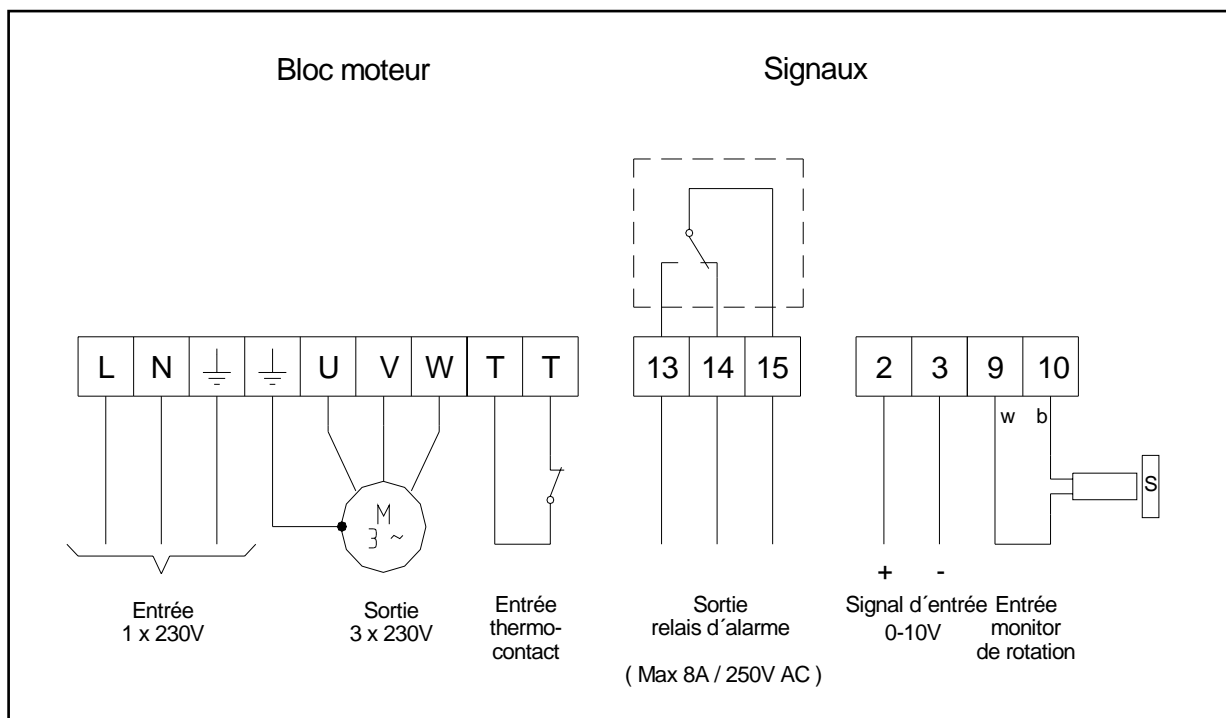 Bloc moteur
Signaux
L N U V W T T
13 14 15
2 3 9 10
w b
S
M
3 ~
+ -
Entrée
1 x 230V
Sortie
3 x 230V
Entrée
thermo-
contact
Sortie
relais d´alarme
( Max 8A / 250V AC )
Signal d´entrée
0-10V
Entrée
monitor
de rotation